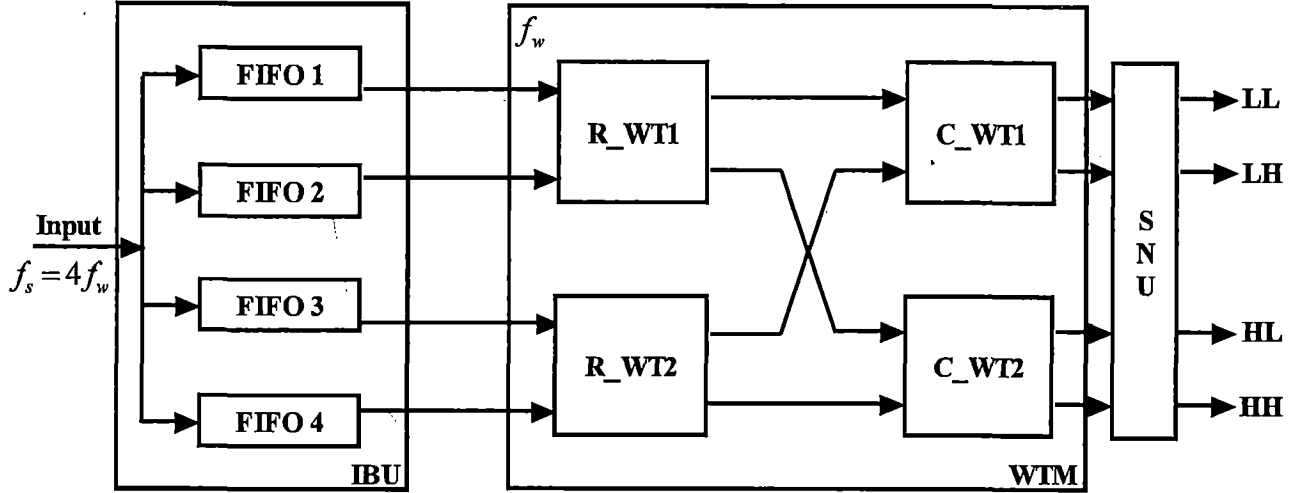 f_w
FIFO 1
FIFO 2
FIFO 3
FIFO 4
Input
f_s = 4f_w
IBU
R_WT1
R_WT2
C_WT1
C_WT2
WTM
S
N
U
LL
LH
HL
HH